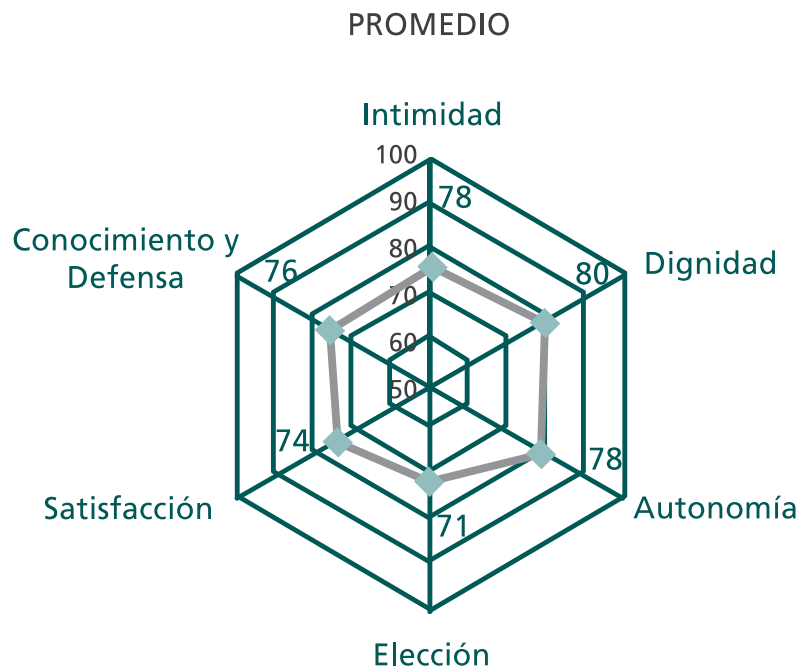 PROMEDIO
Intimidad
100
90
78
80
70
60
50
Conocimiento y
Defensa
76
80
Dignidad
74
78
Satisfacción
71
Autonomía
Elección